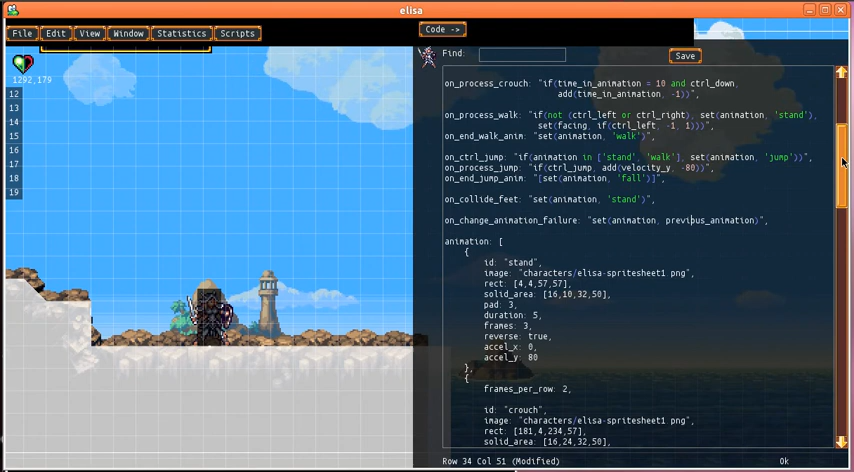 elisa
File Edit View Window Statistics Scripts Code ->
Find: Save
1292,179
12
13
14
15
16
17
18
19
on_process_crouch: "if(time_in_animation = 10 and ctrl_down,
add(time_in_animation, -1))",
on_process_walk: "if(not (ctrl_left or ctrl_right), set(animation, 'stand'),
set(facing, if(ctrl_left, -1, 1)))",
on_end_walk_anim: "set(animation, 'walk')",
on_ctrl_jump: "if(animation in ['stand', 'walk'], set(animation, 'jump'))",
on_process_jump: "if(ctrl_jump, add(velocity_y, -80))",
on_end_jump_anim: "[set(animation, 'fall')]",
on_collide_feet: "set(animation, 'stand')",
on_change_animation_failure: "set(animation, previous_animation)",
animation: [
{
id: "stand",
image: "characters/elisa-spritesheet1 png",
rect: [4,4,57,57],
solid_area: [16,10,32,50],
pad: 3,
duration: 5,
frames: 3,
reverse: true,
accel_x: 0,
accel_y: 80
},
{
frames_per_row: 2,
id: "crouch",
image: "characters/elisa-spritesheet1 png",
rect: [181,4,234,57],
solid_area: [16,24,32,50],
Row 34 Col 51 (Modified) Ok